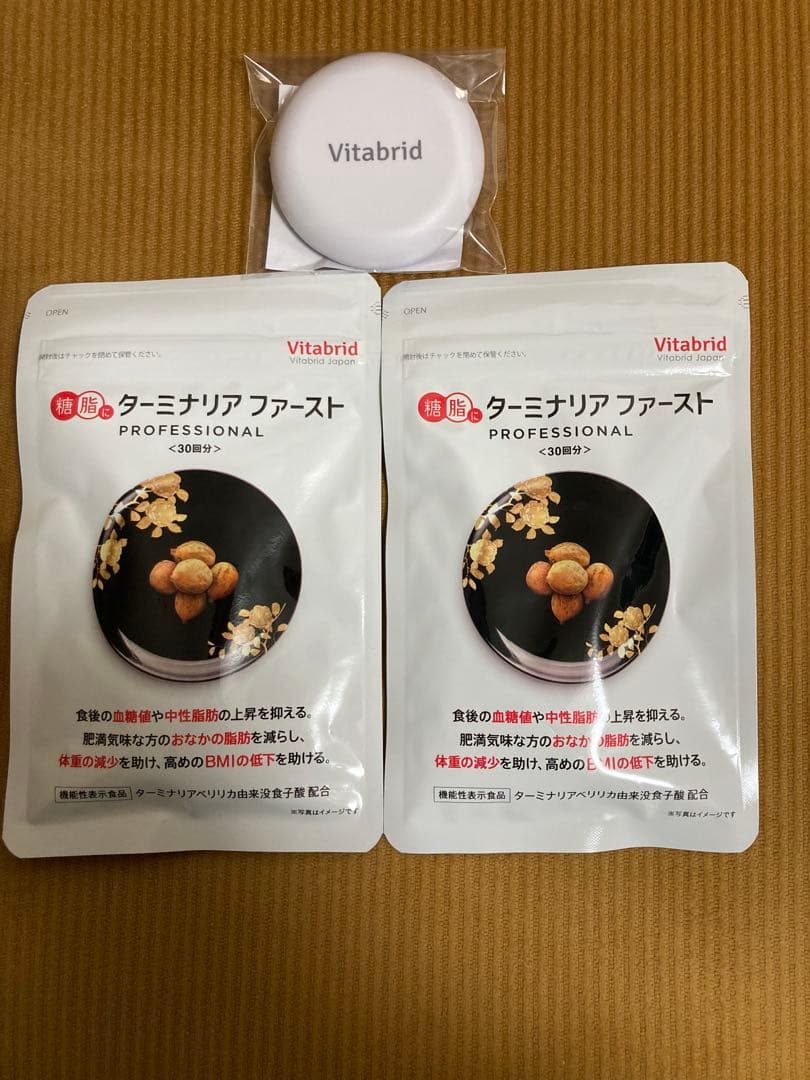 Vitabrid
OPEN
開封後はチャックを閉めて保管ください。
Vitabrid
Vitabrid Japan
糖 脂 に ターミナリア ファースト
PROFESSIONAL
<30回分>
食後の血糖値や中性脂肪の上昇を抑える。
肥満気味な方のおなかの脂肪を減らし、
体重の減少を助け、高めのBMIの低下を助ける。
機能性表示食品 ターミナリアベリリカ由来没食子酸 配合
※写真はイメージです
OPEN
開封後はチャックを閉めて保管ください。
Vitabrid
Vitabrid Japan
糖 脂 に ターミナリア ファースト
PROFESSIONAL
<30回分>
食後の血糖値や中性脂肪の上昇を抑える。
肥満気味な方のおなかの脂肪を減らし、
体重の減少を助け、高めのBMIの低下を助ける。
機能性表示食品 ターミナリアベリリカ由来没食子酸 配合
※写真はイメージです